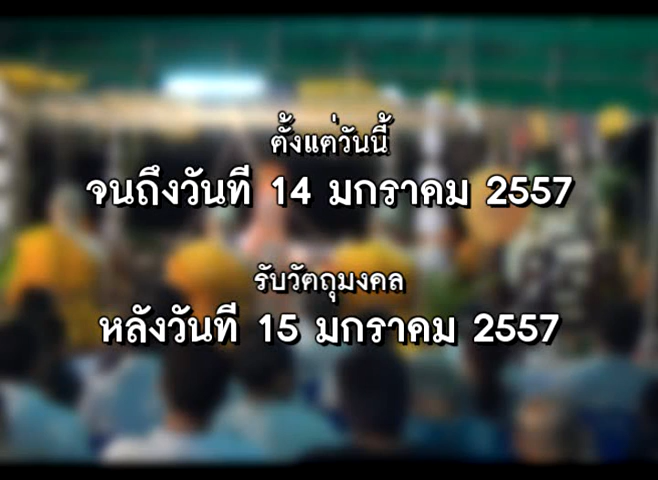 ตั้งแต่วันนี้
จนถึงวันที 14 มกราคม 2557
รับวัตถุมงคล
หลังวันที 15 มกราคม 2557